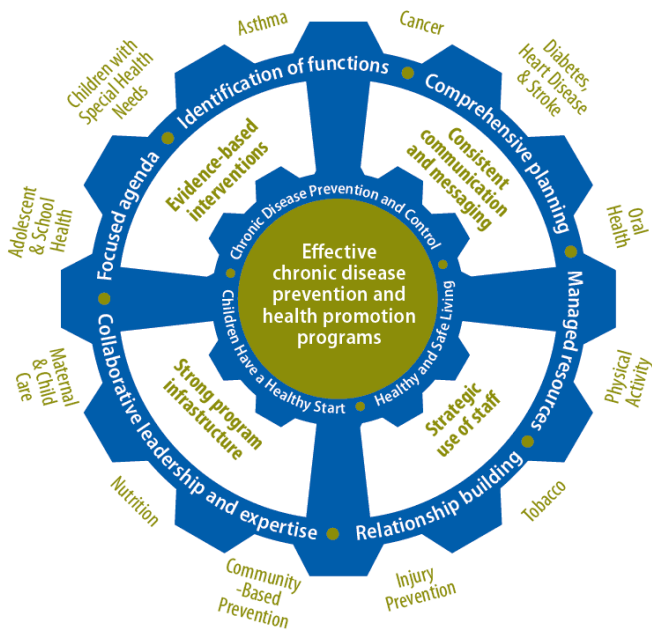 Asthma
Cancer
Diabetes,
Heart Disease
& Stroke
Oral
Health
Physical
Activity
Tobacco
Injury
Prevention
Community
-Based
Prevention
Nutrition
Maternal
& Child
Care
Adolescent
& School
Health
Children with
Special Health
Needs
Identification of functions
Comprehensive planning
Managed resources
Relationship building
Collaborative leadership and expertise
Focused agenda
Evidence-based
interventions
Consistent
communication
and messaging
Strategic
use of staff
Strong program
infrastructure
Chronic Disease Prevention and Control
Healthy and Safe Living
Children Have a Healthy Start
Effective
chronic disease
prevention and
health promotion
programs